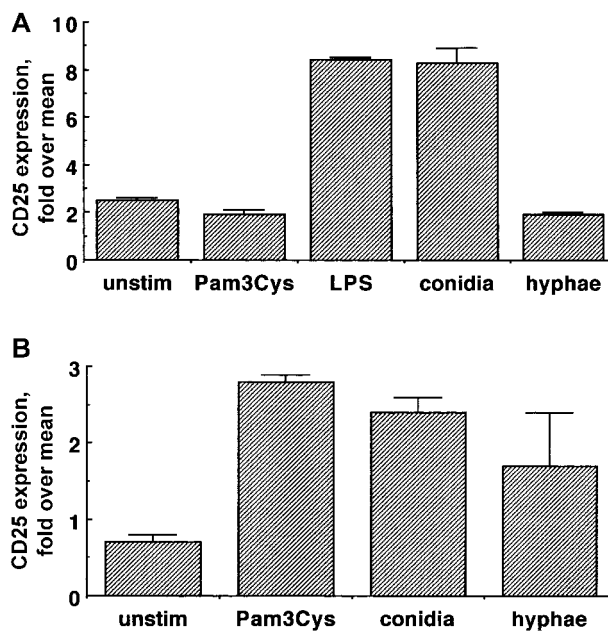 A
CD25 expression,
fold over mean
10
8
6
4
2
0
unstim Pam3Cys LPS conidia hyphae
B
CD25 expression,
fold over mean
3
2
1
0
unstim Pam3Cys conidia hyphae